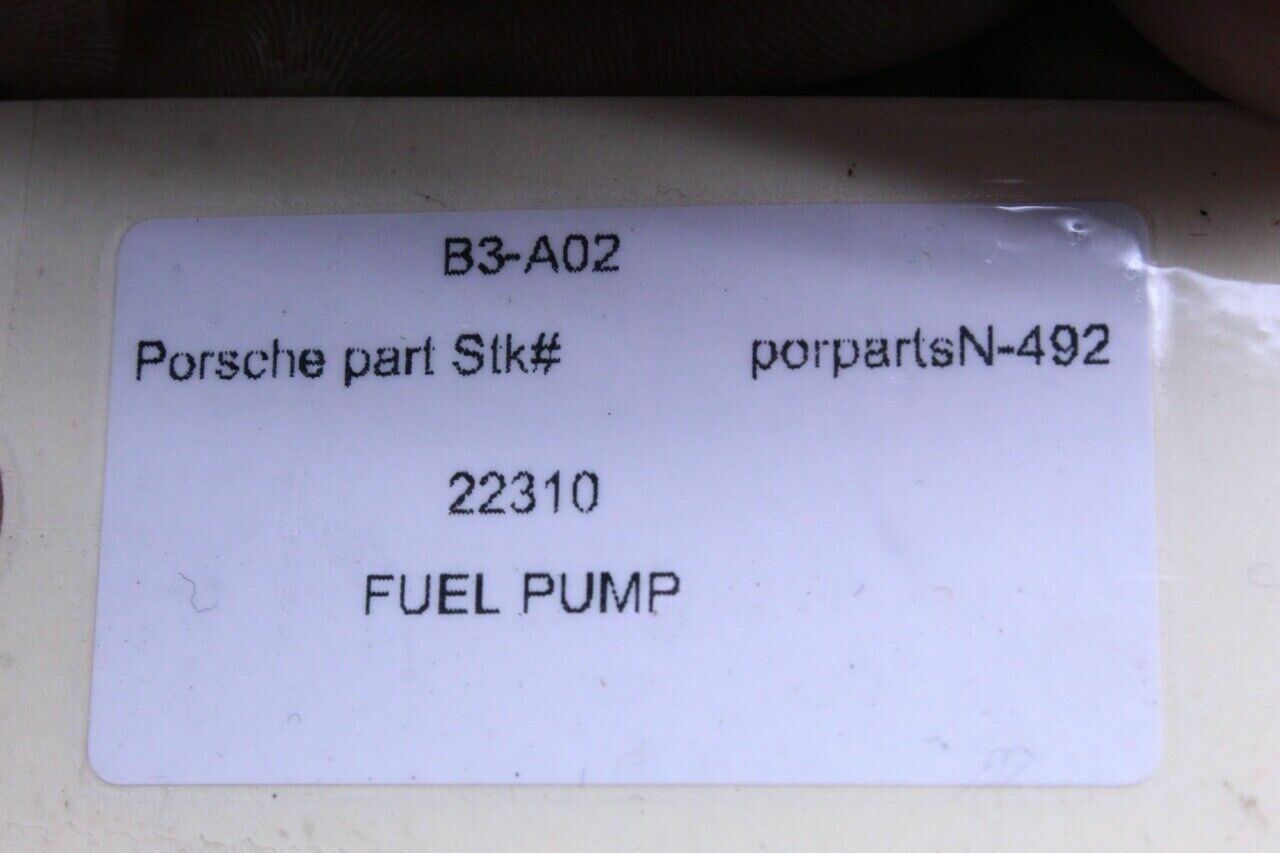 B3-A02
Porsche part Stk# porpartsN-492
22310
FUEL PUMP